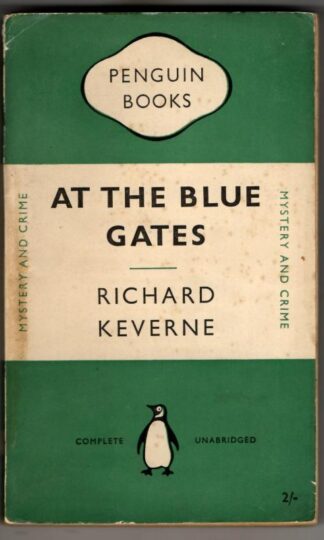 PENGUIN
BOOKS
MYSTERY AND CRIME
AT THE BLUE
GATES
RICHARD
KEVERNE
MYSTERY AND CRIME
COMPLETE UNABRIDGED
2/-